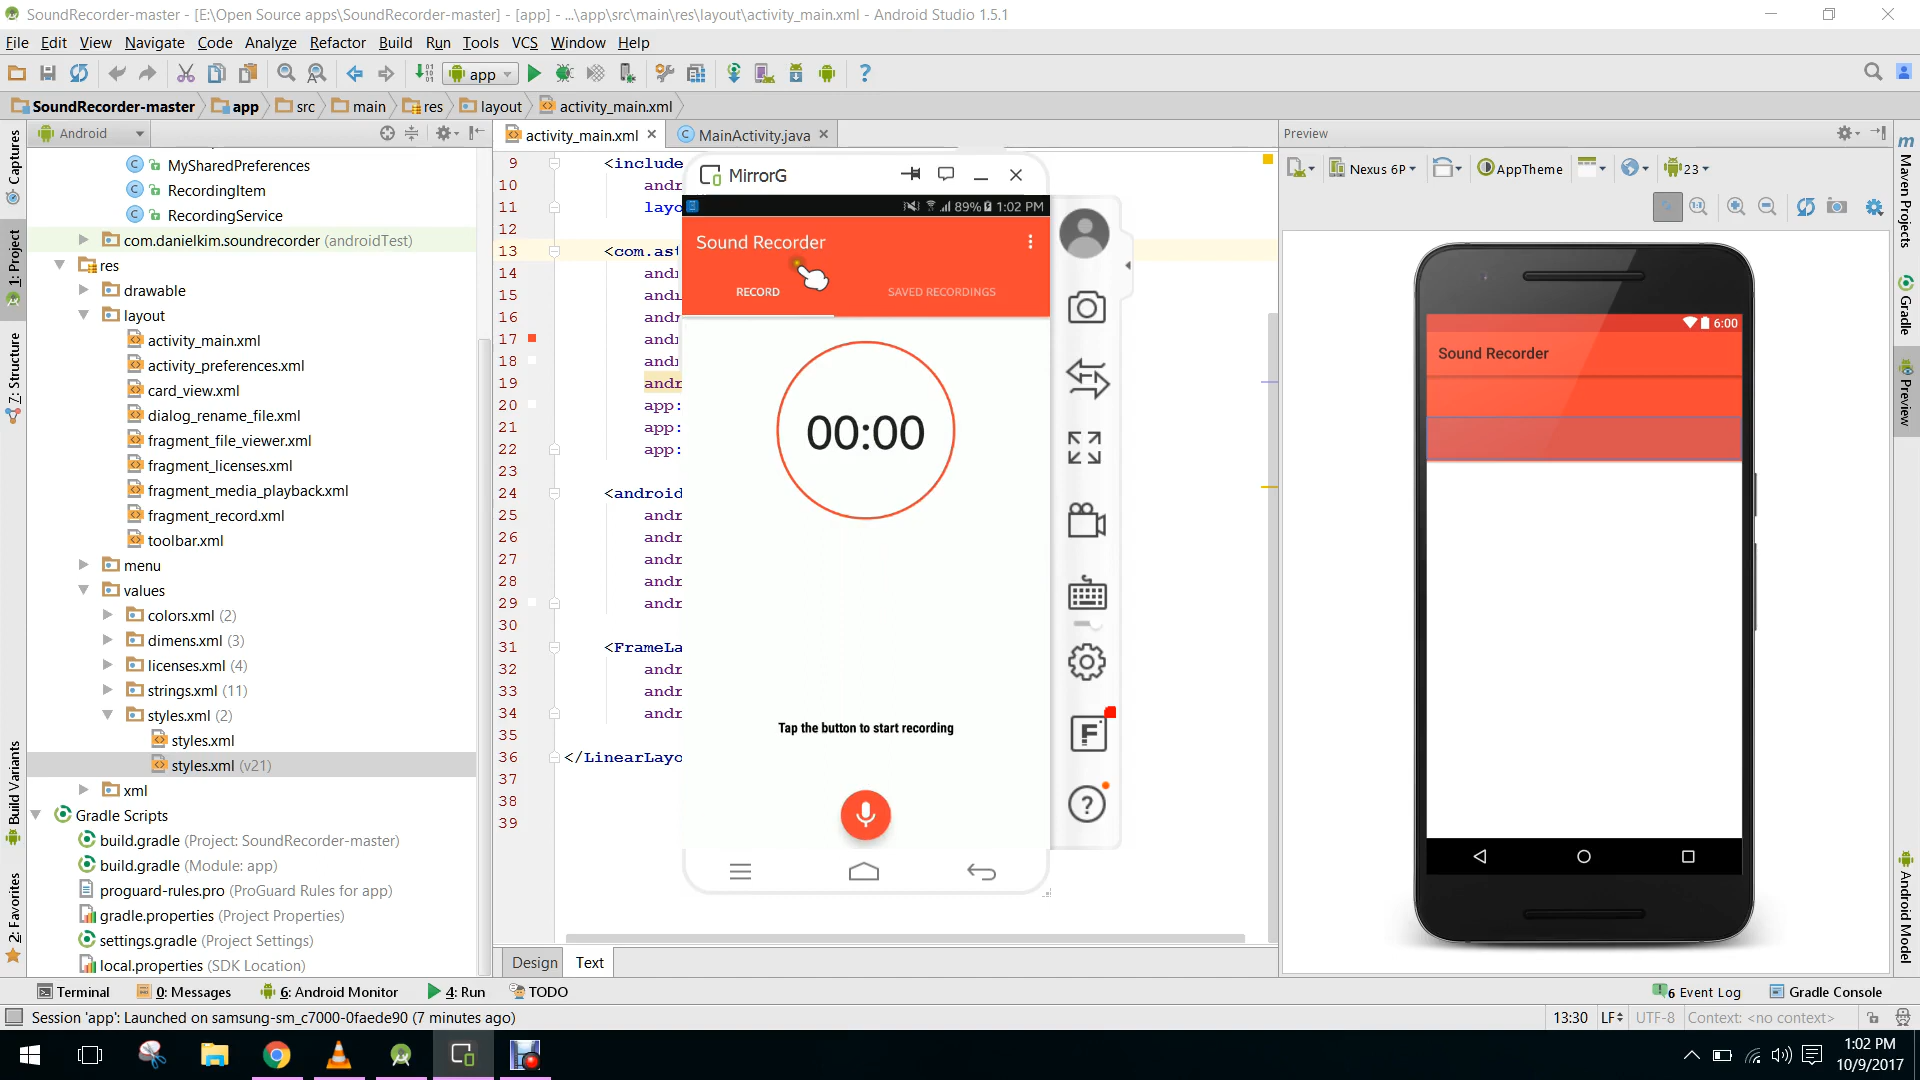 SoundRecorder-master - [E:\Open Source apps\SoundRecorder-master] - [app] - ...\app\src\main\res\layout\activity_main.xml - Android Studio 1.5.1
File Edit View Navigate Code Analyze Refactor Build Run Tools VCS Window Help
app
SoundRecorder-master app src main res layout activity_main.xml
Android
activity_main.xml MainActivity.java
Preview
Captures
1: Project
7: Structure
Build Variants
2: Favorites
MySharedPreferences
RecordingItem
RecordingService
com.danielkim.soundrecorder (androidTest)
res
drawable
layout
activity_main.xml
activity_preferences.xml
card_view.xml
dialog_rename_file.xml
fragment_file_viewer.xml
fragment_licenses.xml
fragment_media_playback.xml
fragment_record.xml
toolbar.xml
menu
values
colors.xml (2)
dimens.xml (3)
licenses.xml (4)
strings.xml (11)
styles.xml (2)
styles.xml
styles.xml (v21)
xml
Gradle Scripts
build.gradle (Project: SoundRecorder-master)
build.gradle (Module: app)
proguard-rules.pro (ProGuard Rules for app)
gradle.properties (Project Properties)
settings.gradle (Project Settings)
local.properties (SDK Location)
9 <include
10 andr
11 layo
12
13 <com.ast
14 andr
15 andr
16 andr
17 andr
18 andr
19 andr
20 app:
21 app:
22 app:
23
24 <android
25 andr
26 andr
27 andr
28 andr
29 andr
30
31 <FrameLa
32 andr
33 andr
34 andr
35
36 </LinearLayo
37
38
39
Design Text
MirrorG
89% 1:02 PM
Sound Recorder
RECORD SAVED RECORDINGS
00:00
Tap the button to start recording
F
?
Nexus 6P AppTheme 23
6:00
Sound Recorder
Maven Projects
Gradle
Preview
Android Model
Terminal 0: Messages 6: Android Monitor 4: Run TODO
6 Event Log Gradle Console
Session 'app': Launched on samsung-sm_c7000-0faede90 (7 minutes ago)
13:30 LF UTF-8 Context: <no context>
1:02 PM
10/9/2017